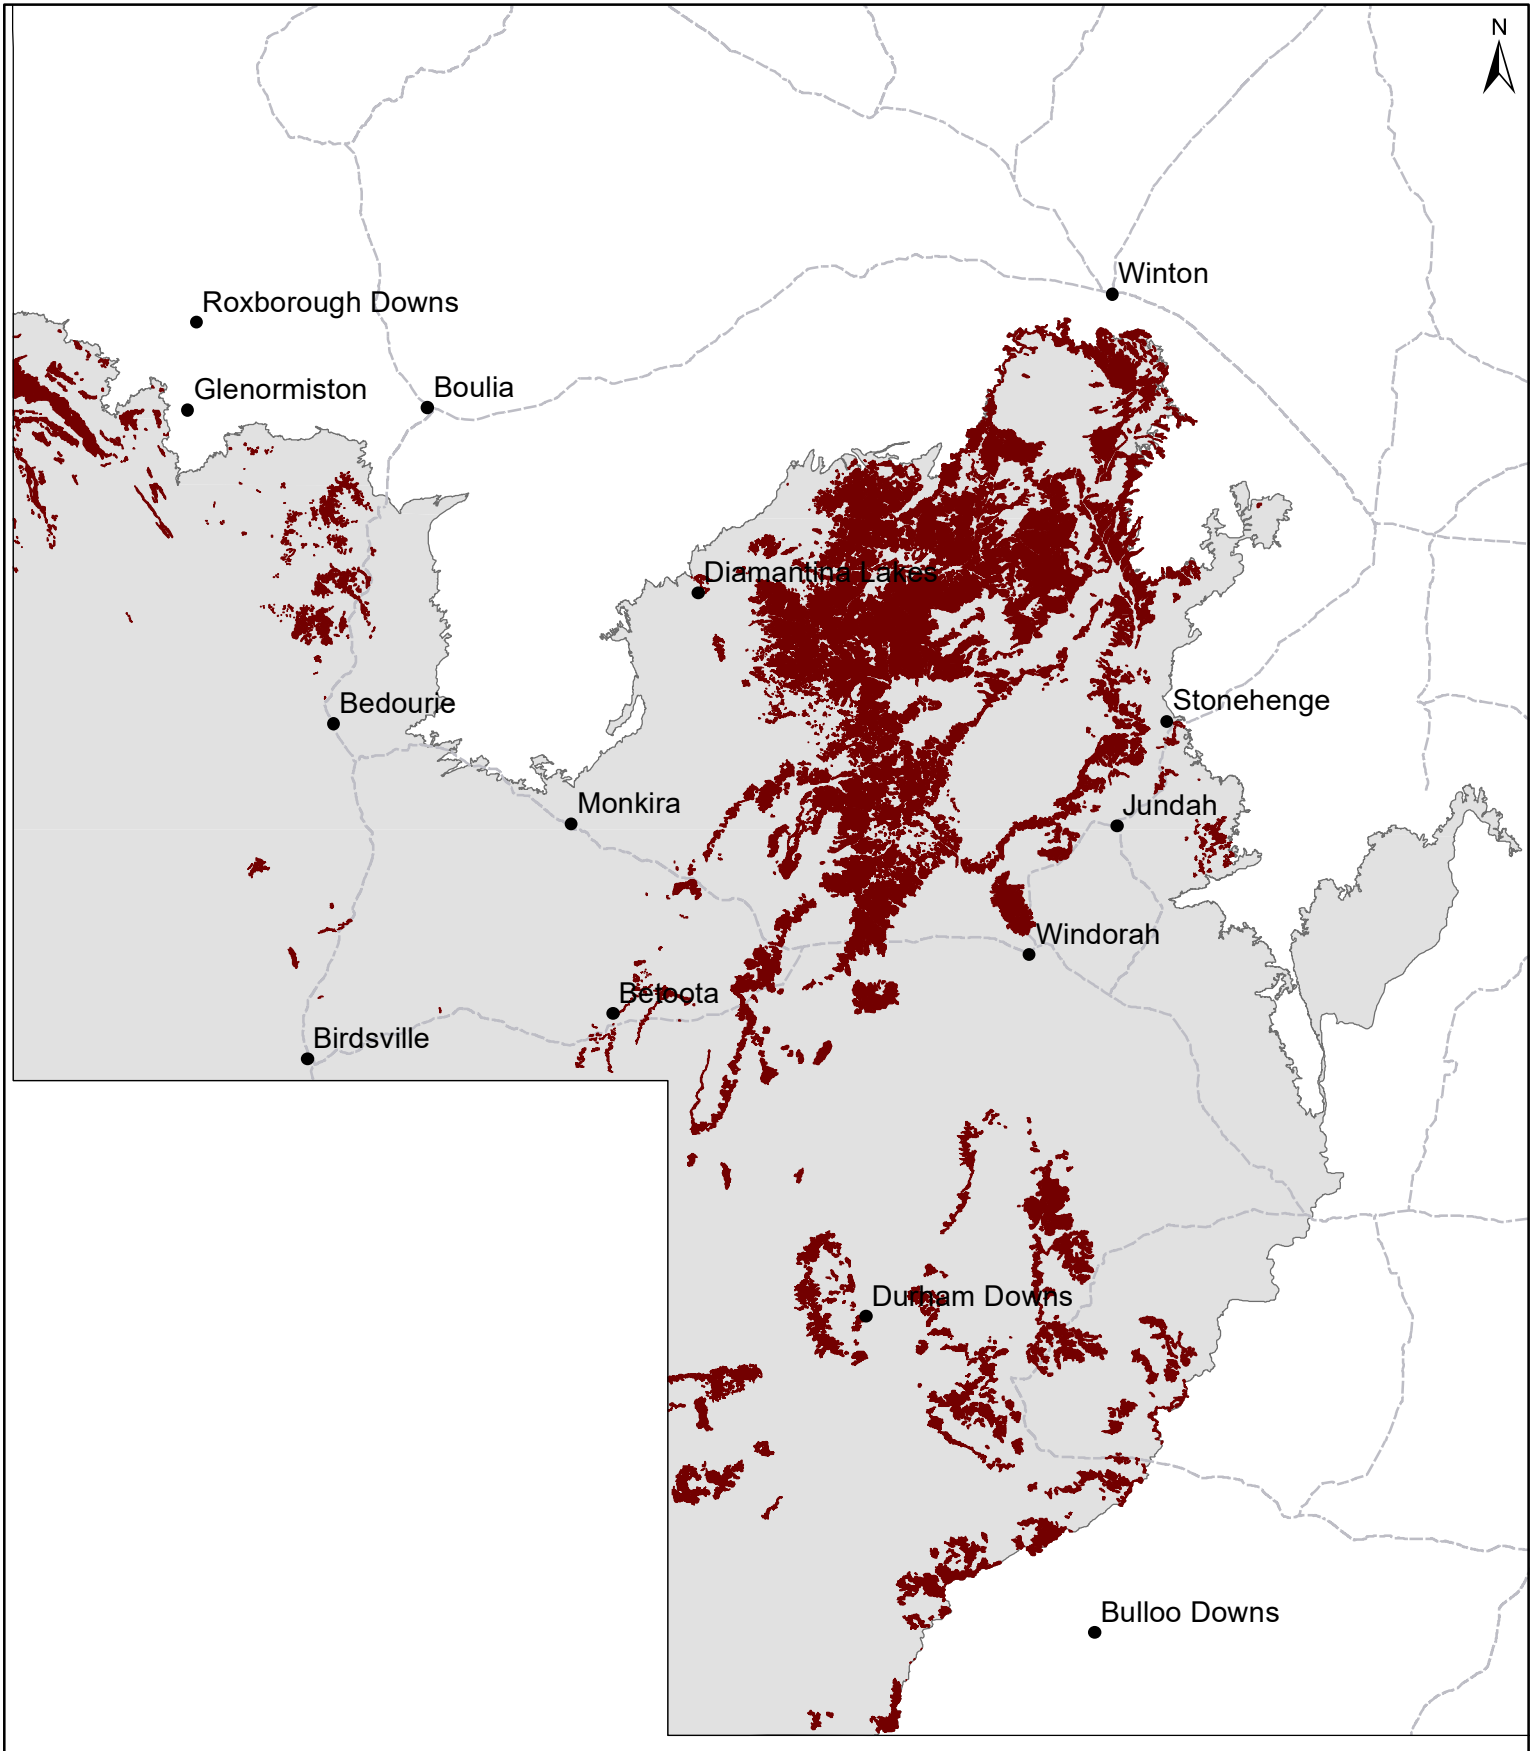 N
Winton
Roxborough Downs
Glenormiston
Boulia
Diamantina Lakes
Bedourie
Stonehenge
Monkira
Jundah
Windorah
Betoota
Birdsville
Durham Downs
Bulloo Downs